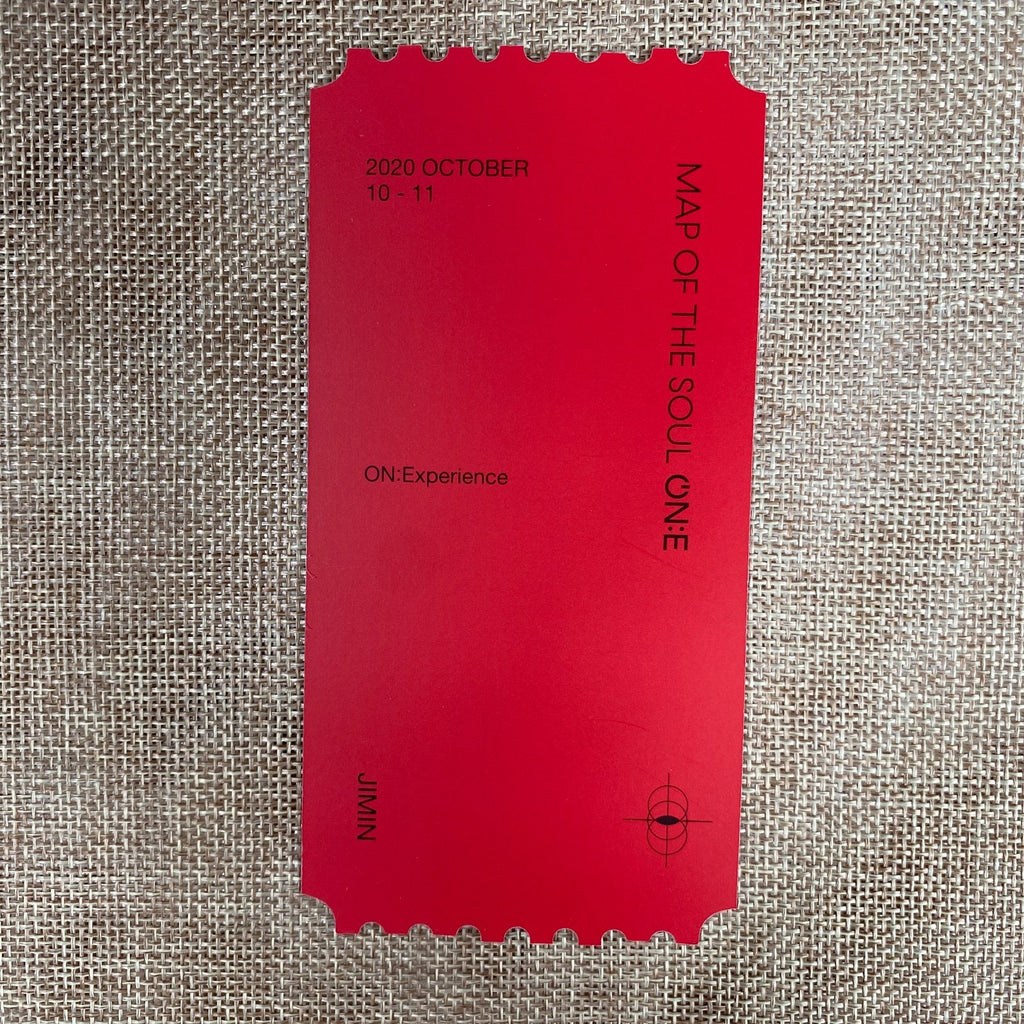 2020 OCTOBER
10 - 11
MAP OF THE SOUL ON:E
ON:Experience
JIMIN